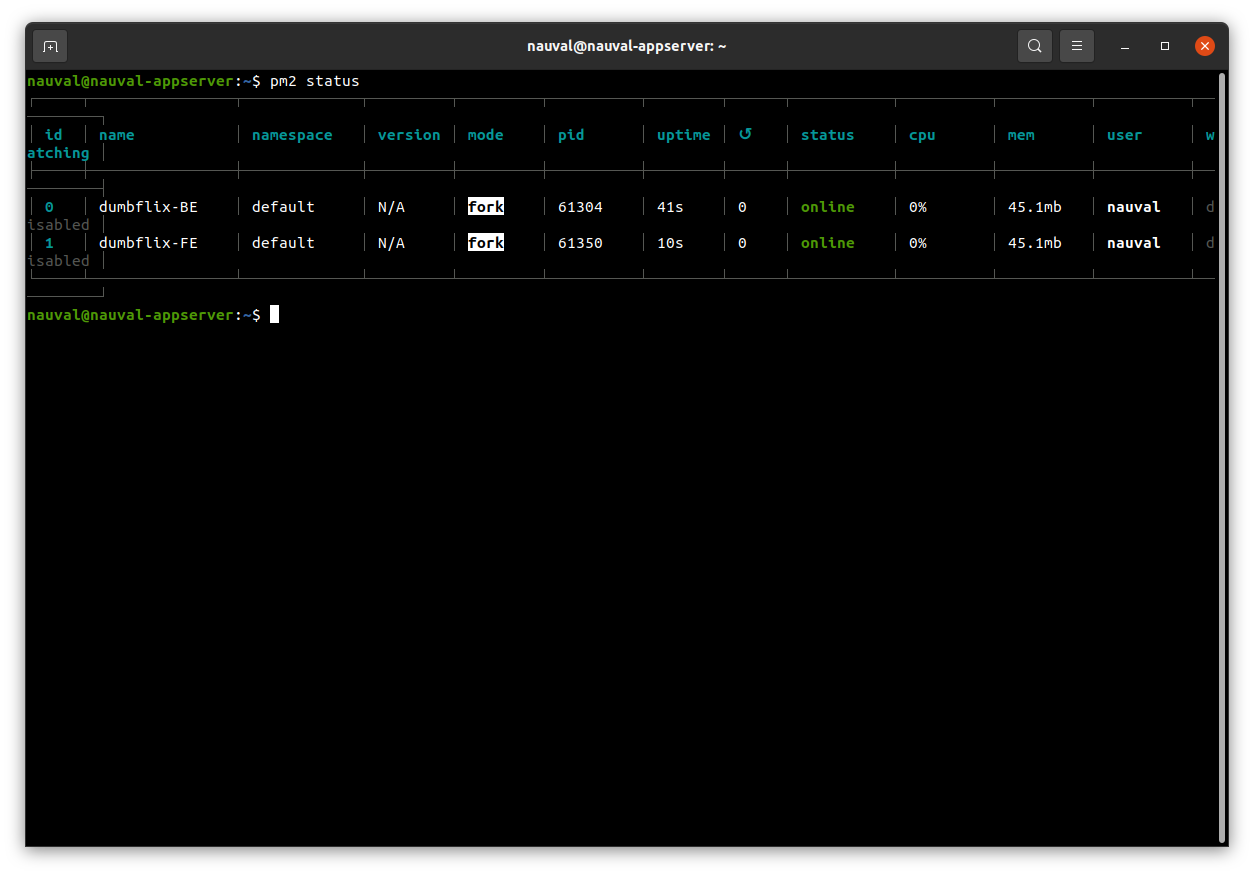 nauval@nauval-appserver: ~
nauval@nauval-appserver:~$ pm2 status
id name namespace version mode pid uptime ↺ status cpu mem user w
atching
0 dumbflix-BE default N/A fork 61304 41s 0 online 0% 45.1mb nauval d
isabled
1 dumbflix-FE default N/A fork 61350 10s 0 online 0% 45.1mb nauval d
isabled
nauval@nauval-appserver:~$